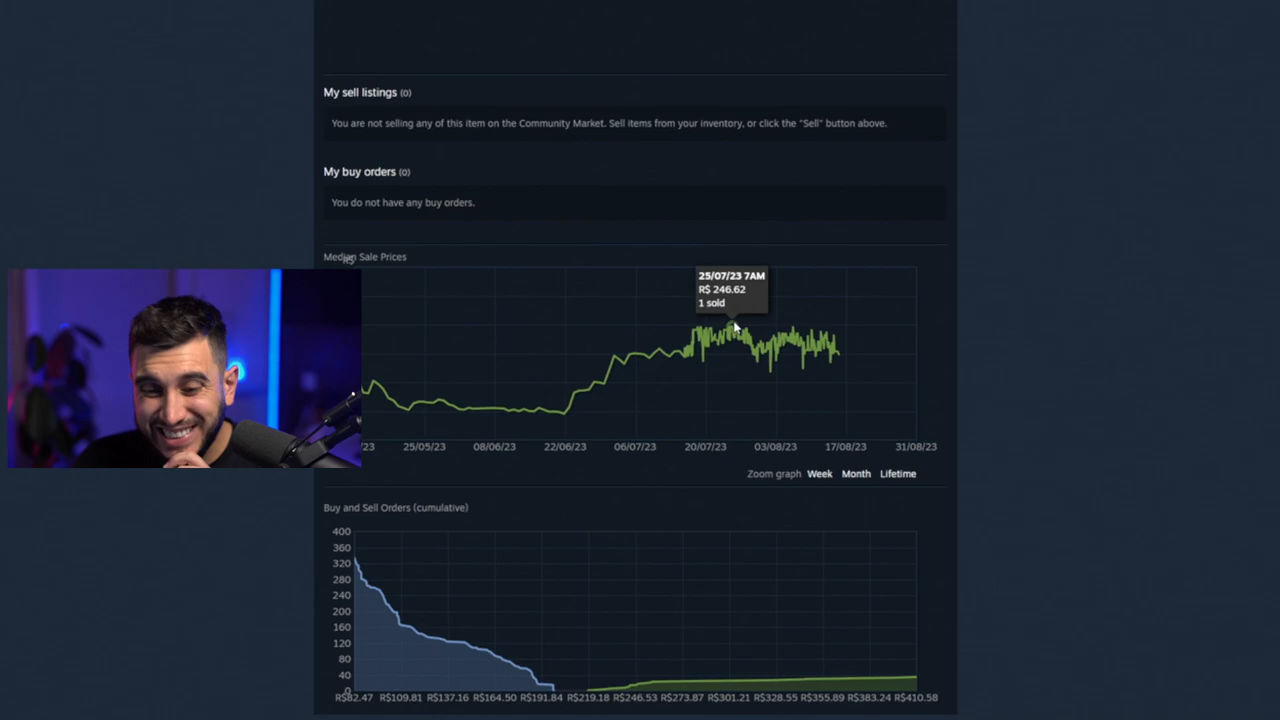 My sell listings (0)
You are not selling any of this item on the Community Market. Sell items from your inventory, or click the "Sell" button above.
My buy orders (0)
You do not have any buy orders.
Median Sale Prices
R$
25/07/23 7AM
R$ 246.62
1 sold
23 25/05/23 08/06/23 22/06/23 06/07/23 20/07/23 03/08/23 17/08/23 31/08/23
Zoom graph Week Month Lifetime
Buy and Sell Orders (cumulative)
400
360
320
280
240
200
160
120
80
40
0
R$82.47 R$109.81 R$137.16 R$164.50 R$191.84 R$219.18 R$246.53 R$273.87 R$301.21 R$328.55 R$355.89 R$383.24 R$410.58